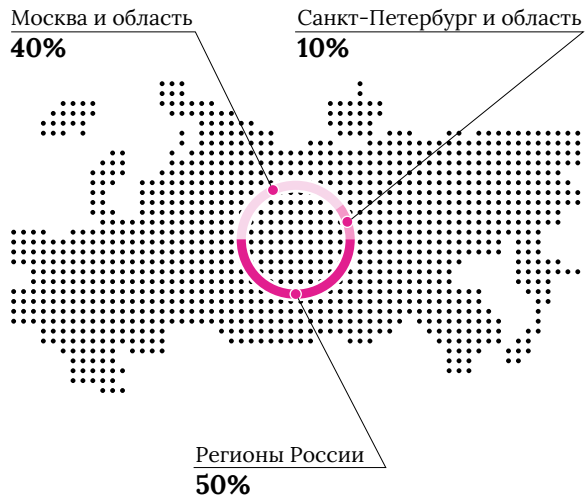 Москва и область
40%
Санкт-Петербург и область
10%
Регионы России
50%